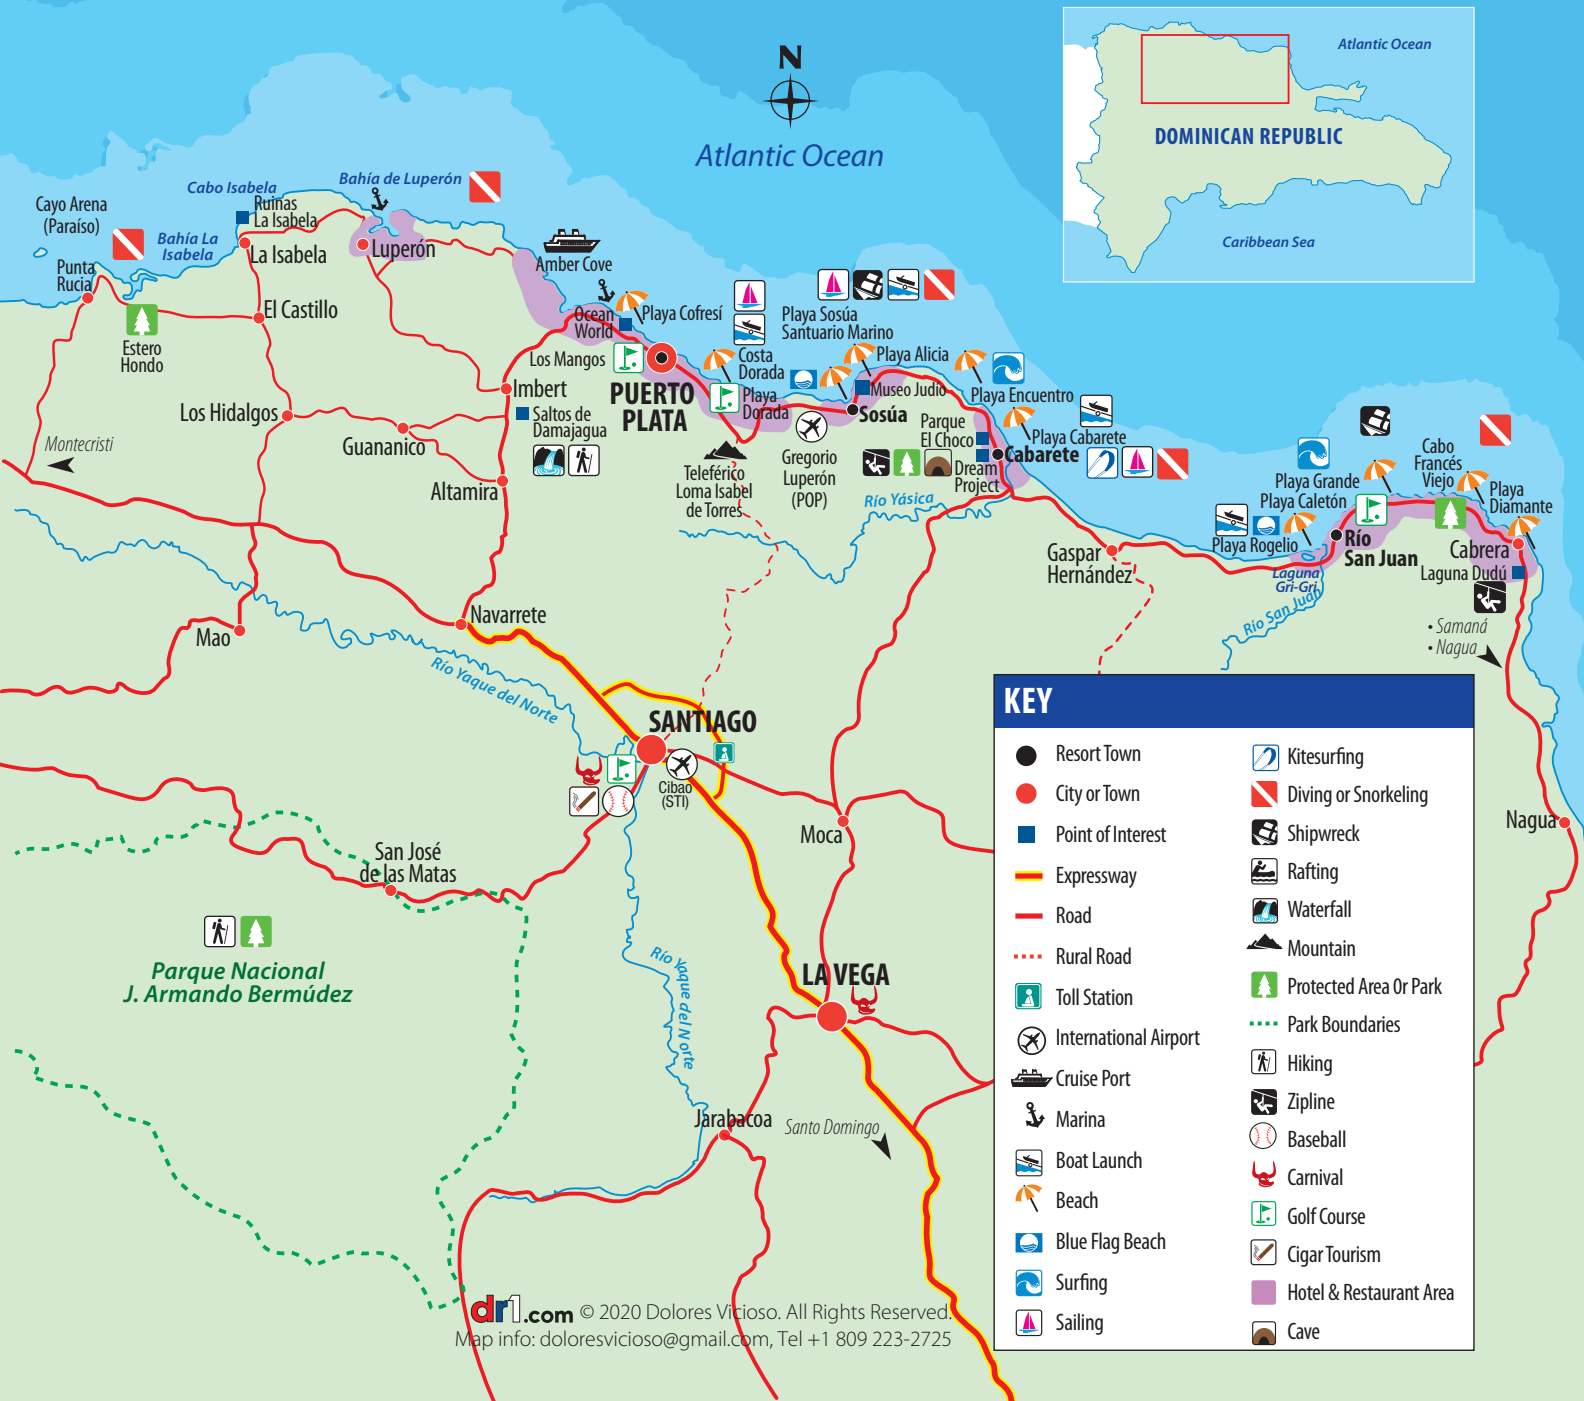 N
Atlantic Ocean
Atlantic Ocean
DOMINICAN REPUBLIC
Caribbean Sea
Cayo Arena
(Paraíso)
Cabo Isabela
Ruinas
La Isabela
Bahía de Luperón
Bahía La
Isabela
La Isabela
Luperón
Punta
Rucia
El Castillo
Estero
Hondo
Amber Cove
Ocean
World
Playa Cofresí
Los Mangos
PUERTO
PLATA
Costa
Dorada
Playa
Dorada
Playa Sosúa
Santuario Marino
Playa Alicia
Museo Judio
Sosúa
Playa Encuentro
Parque
El Choco
Playa Cabarete
Cabarete
Dream
Project
Imbert
Saltos de
Damajagua
Los Hidalgos
Guananico
Altamira
Montecristi
Teleférico
Loma Isabel
de Torres
Gregorio
Luperón
(POP)
Río Yásica
Gaspar
Hernández
Playa Grande
Playa Caletón
Playa Rogelio
Cabo
Francés
Viejo
Playa
Diamante
Río
San Juan
Cabrera
Laguna Dudú
Laguna
Gri-Gri
Río San Juan
• Samaná
• Nagua
Nagua
Navarrete
Mao
Río Yaque del Norte
SANTIAGO
Cibao
(STI)
Moca
San José
de las Matas
Parque Nacional
J. Armando Bermúdez
Río Yaque del Norte
LA VEGA
Jarabacoa
Santo Domingo
KEY
Resort Town
City or Town
Point of Interest
Expressway
Road
Rural Road
Toll Station
International Airport
Cruise Port
Marina
Boat Launch
Beach
Blue Flag Beach
Surfing
Sailing
Kitesurfing
Diving or Snorkeling
Shipwreck
Rafting
Waterfall
Mountain
Protected Area Or Park
Park Boundaries
Hiking
Zipline
Baseball
Carnival
Golf Course
Cigar Tourism
Hotel & Restaurant Area
Cave
dr1.com © 2020 Dolores Vicioso. All Rights Reserved.
Map info: doloresvicioso@gmail.com, Tel +1 809 223-2725